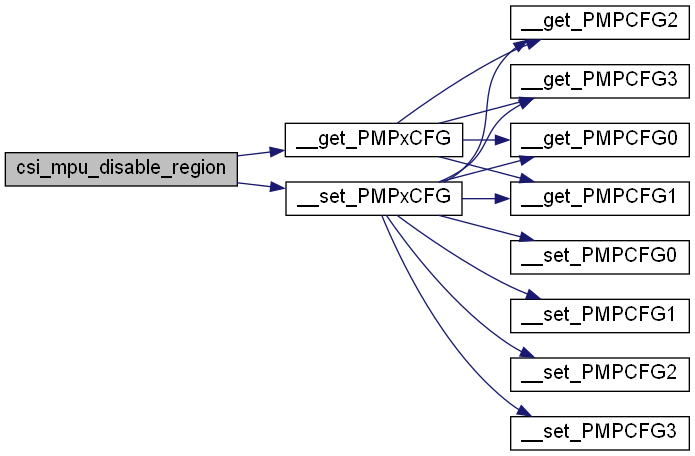 csi_mpu_disable_region
__get_PMPxCFG
__set_PMPxCFG
__get_PMPCFG2
__get_PMPCFG3
__get_PMPCFG0
__get_PMPCFG1
__set_PMPCFG0
__set_PMPCFG1
__set_PMPCFG2
__set_PMPCFG3